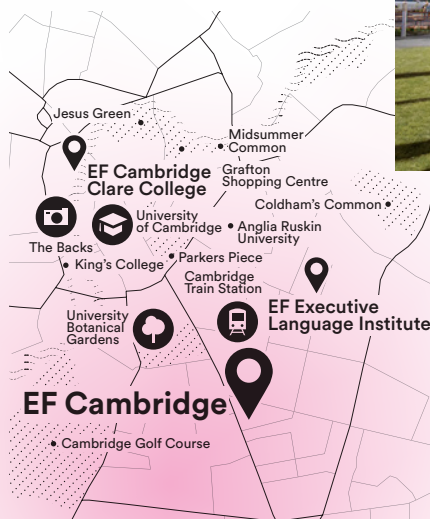 Jesus Green
Midsummer
Common
EF Cambridge
Clare College
Grafton
Shopping Centre
Coldham's Common
University
of Cambridge
Anglia Ruskin
University
The Backs
King's College
Parkers Piece
Cambridge
Train Station
EF Executive
Language Institute
University
Botanical
Gardens
EF Cambridge
Cambridge Golf Course